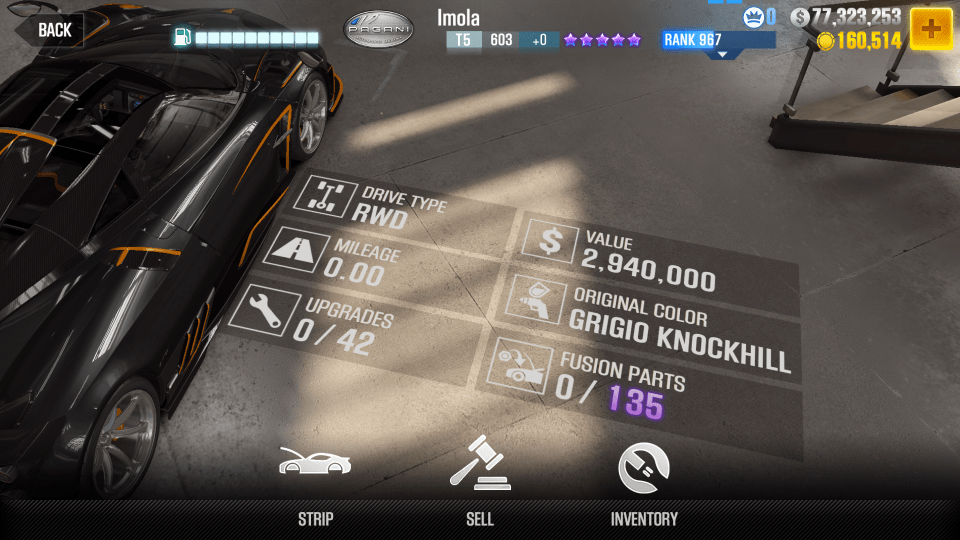 BACK
PAGANI
Imola
T5 603 +0
RANK 967
0
$ 77,323,253
160,514
DRIVE TYPE
RWD
MILEAGE
0.00
UPGRADES
0 / 42
$
VALUE
2,940,000
ORIGINAL COLOR
GRIGIO KNOCKHILL
FUSION PARTS
0 / 135
STRIP
SELL
INVENTORY